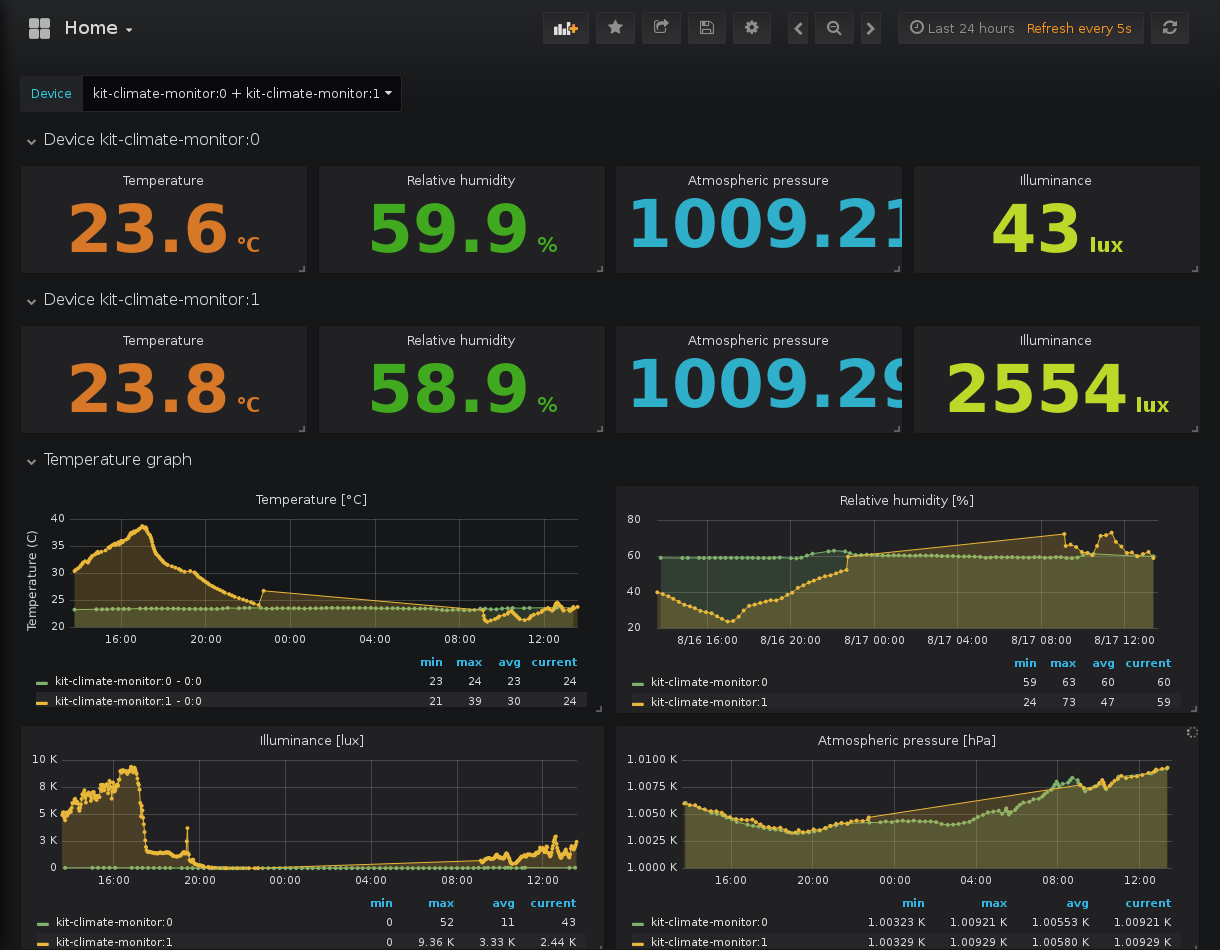 Home
Last 24 hours Refresh every 5s
Device kit-climate-monitor:0 + kit-climate-monitor:1
Device kit-climate-monitor:0
Temperature Relative humidity Atmospheric pressure Illuminance
23.6 °C 59.9 % 1009.21 43 lux
Device kit-climate-monitor:1
Temperature Relative humidity Atmospheric pressure Illuminance
23.8 °C 58.9 % 1009.29 2554 lux
Temperature graph
Temperature [°C]
Temperature (C)
40
35
30
25
20
16:00 20:00 00:00 04:00 08:00 12:00
min max avg current
kit-climate-monitor:0 - 0:0 23 24 23 24
kit-climate-monitor:1 - 0:0 21 39 30 24
Relative humidity [%]
80
60
40
20
8/16 16:00 8/16 20:00 8/17 00:00 8/17 04:00 8/17 08:00 8/17 12:00
min max avg current
kit-climate-monitor:0 59 63 60 60
kit-climate-monitor:1 24 73 47 59
Illuminance [lux]
10 K
8 K
5 K
3 K
0
16:00 20:00 00:00 04:00 08:00 12:00
min max avg current
kit-climate-monitor:0 0 52 11 43
kit-climate-monitor:1 0 9.36 K 3.33 K 2.44 K
Atmospheric pressure [hPa]
1.0100 K
1.0075 K
1.0050 K
1.0025 K
1.0000 K
16:00 20:00 00:00 04:00 08:00 12:00
min max avg current
kit-climate-monitor:0 1.00323 K 1.00921 K 1.00553 K 1.00921 K
kit-climate-monitor:1 1.00329 K 1.00929 K 1.00580 K 1.00929 K